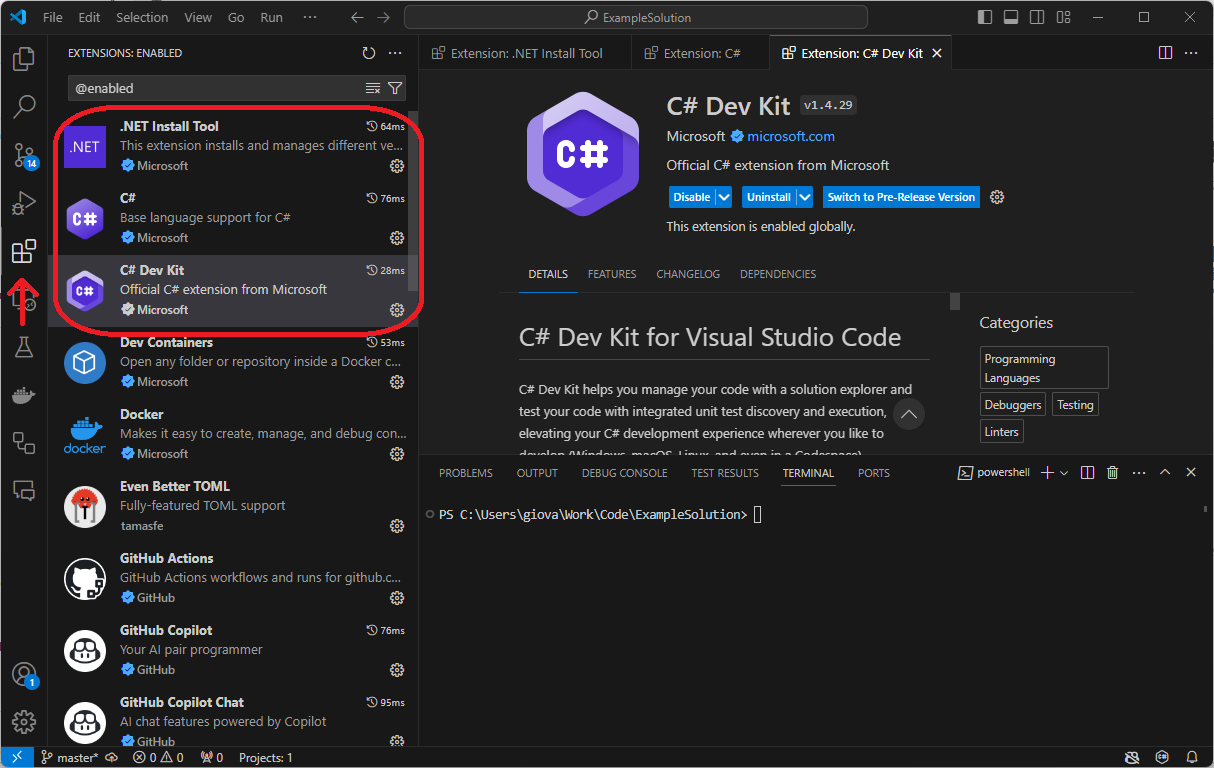 File Edit Selection View Go Run ···
ExampleSolution
EXTENSIONS: ENABLED
@enabled
14
1
.NET
.NET Install Tool
64ms
This extension installs and manages different ve...
Microsoft
C#
C#
76ms
Base language support for C#
Microsoft
C#
C# Dev Kit
28ms
Official C# extension from Microsoft
Microsoft
Dev Containers
53ms
Open any folder or repository inside a Docker c...
Microsoft
docker
Docker
Makes it easy to create, manage, and debug con...
Microsoft
Even Better TOML
Fully-featured TOML support
tamasfe
GitHub Actions
GitHub Actions workflows and runs for github.c...
GitHub
GitHub Copilot
76ms
Your AI pair programmer
GitHub
GitHub Copilot Chat
95ms
AI chat features powered by Copilot
GitHub
Extension: .NET Install Tool
Extension: C#
Extension: C# Dev Kit
C#
C# Dev Kit v1.4.29
Microsoft microsoft.com
Official C# extension from Microsoft
Disable Uninstall Switch to Pre-Release Version
This extension is enabled globally.
DETAILS FEATURES CHANGELOG DEPENDENCIES
C# Dev Kit for Visual Studio Code
C# Dev Kit helps you manage your code with a solution explorer and
test your code with integrated unit test discovery and execution,
elevating your C# development experience wherever you like to
develop (Windows, macOS, Linux, and even in a Codespace).
Categories
Programming
Languages
Debuggers Testing
Linters
PROBLEMS OUTPUT DEBUG CONSOLE TEST RESULTS TERMINAL PORTS
powershell
PS C:\Users\giova\Work\Code\ExampleSolution>
master* 0 0 0 Projects: 1